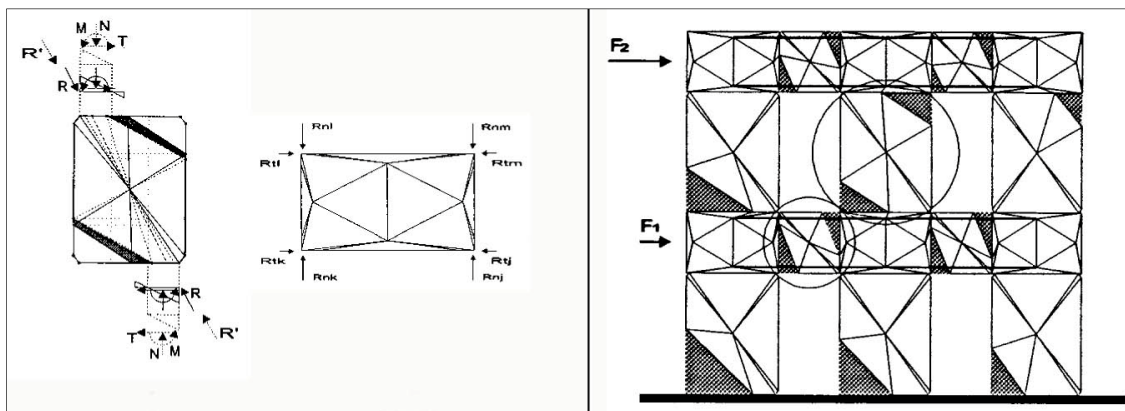 M N T
R'
R
R
R'
T N M
Rnl Rnm
Rtl Rtm
Rtk Rtj
Rnk Rnj
F2
F1